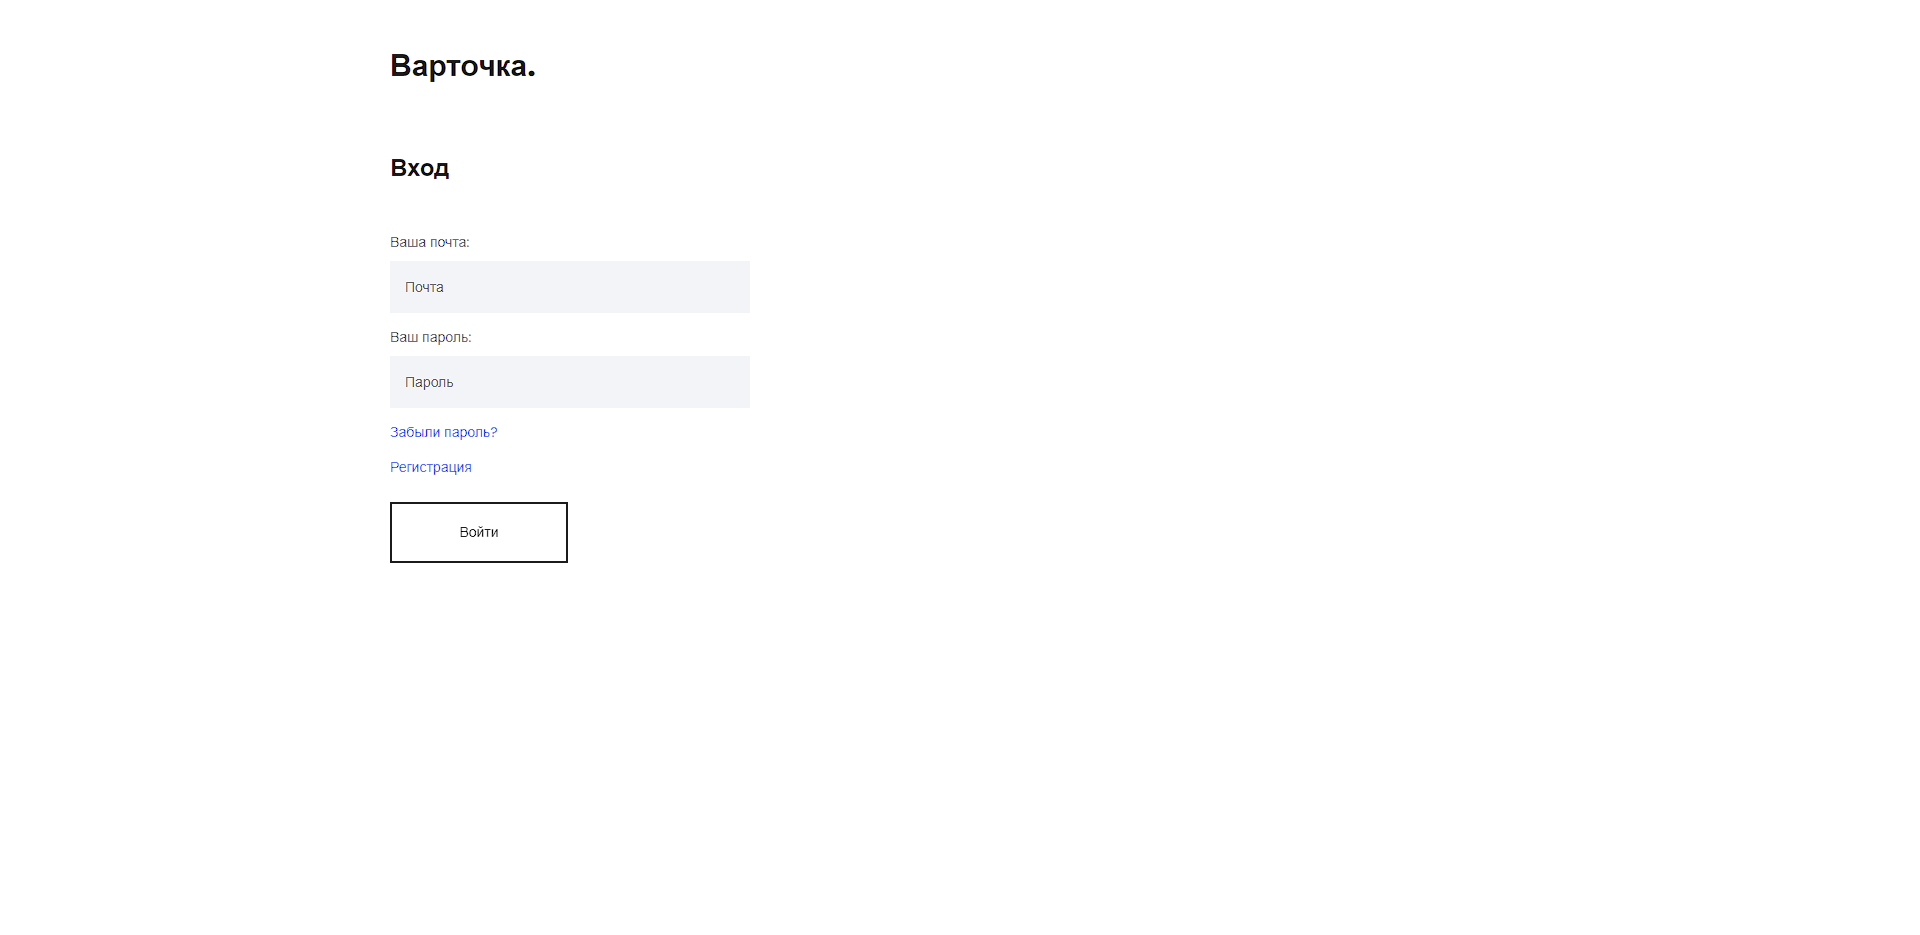 Варточка.
Вход
Ваша почта:
Почта
Ваш пароль:
Пароль
Забыли пароль?
Регистрация
Войти